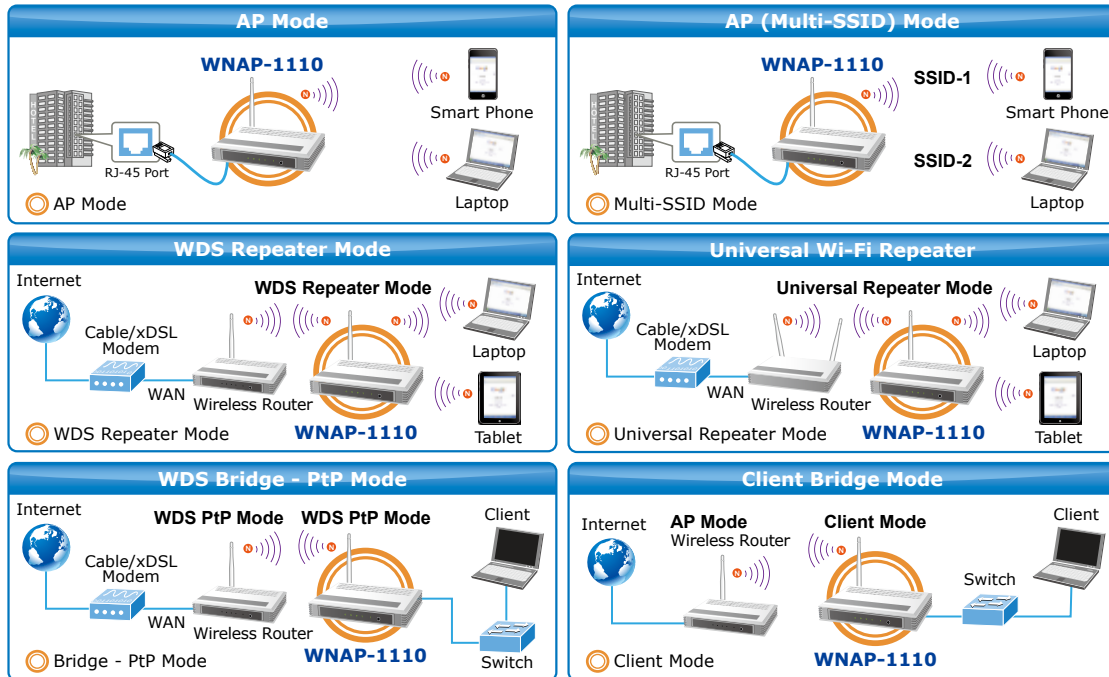 AP Mode
WNAP-1110
N
N
Smart Phone
RJ-45 Port
N
Laptop
AP Mode
AP (Multi-SSID) Mode
WNAP-1110
N
SSID-1
N
Smart Phone
RJ-45 Port
SSID-2
N
Laptop
Multi-SSID Mode
WDS Repeater Mode
Internet
WDS Repeater Mode
N
N
N
N
Cable/xDSL
Modem
Laptop
WAN
Wireless Router
N
WNAP-1110
Tablet
WDS Repeater Mode
Universal Wi-Fi Repeater
Internet
Universal Repeater Mode
N
N
N
N
Cable/xDSL
Modem
Laptop
WAN
Wireless Router
N
WNAP-1110
Tablet
Universal Repeater Mode
WDS Bridge - PtP Mode
Internet
WDS PtP Mode
WDS PtP Mode
Client
N
N
Cable/xDSL
Modem
WAN
Wireless Router
WNAP-1110
Switch
Bridge - PtP Mode
Client Bridge Mode
Internet
AP Mode
Wireless Router
Client Mode
Client
N
N
Switch
WNAP-1110
Client Mode